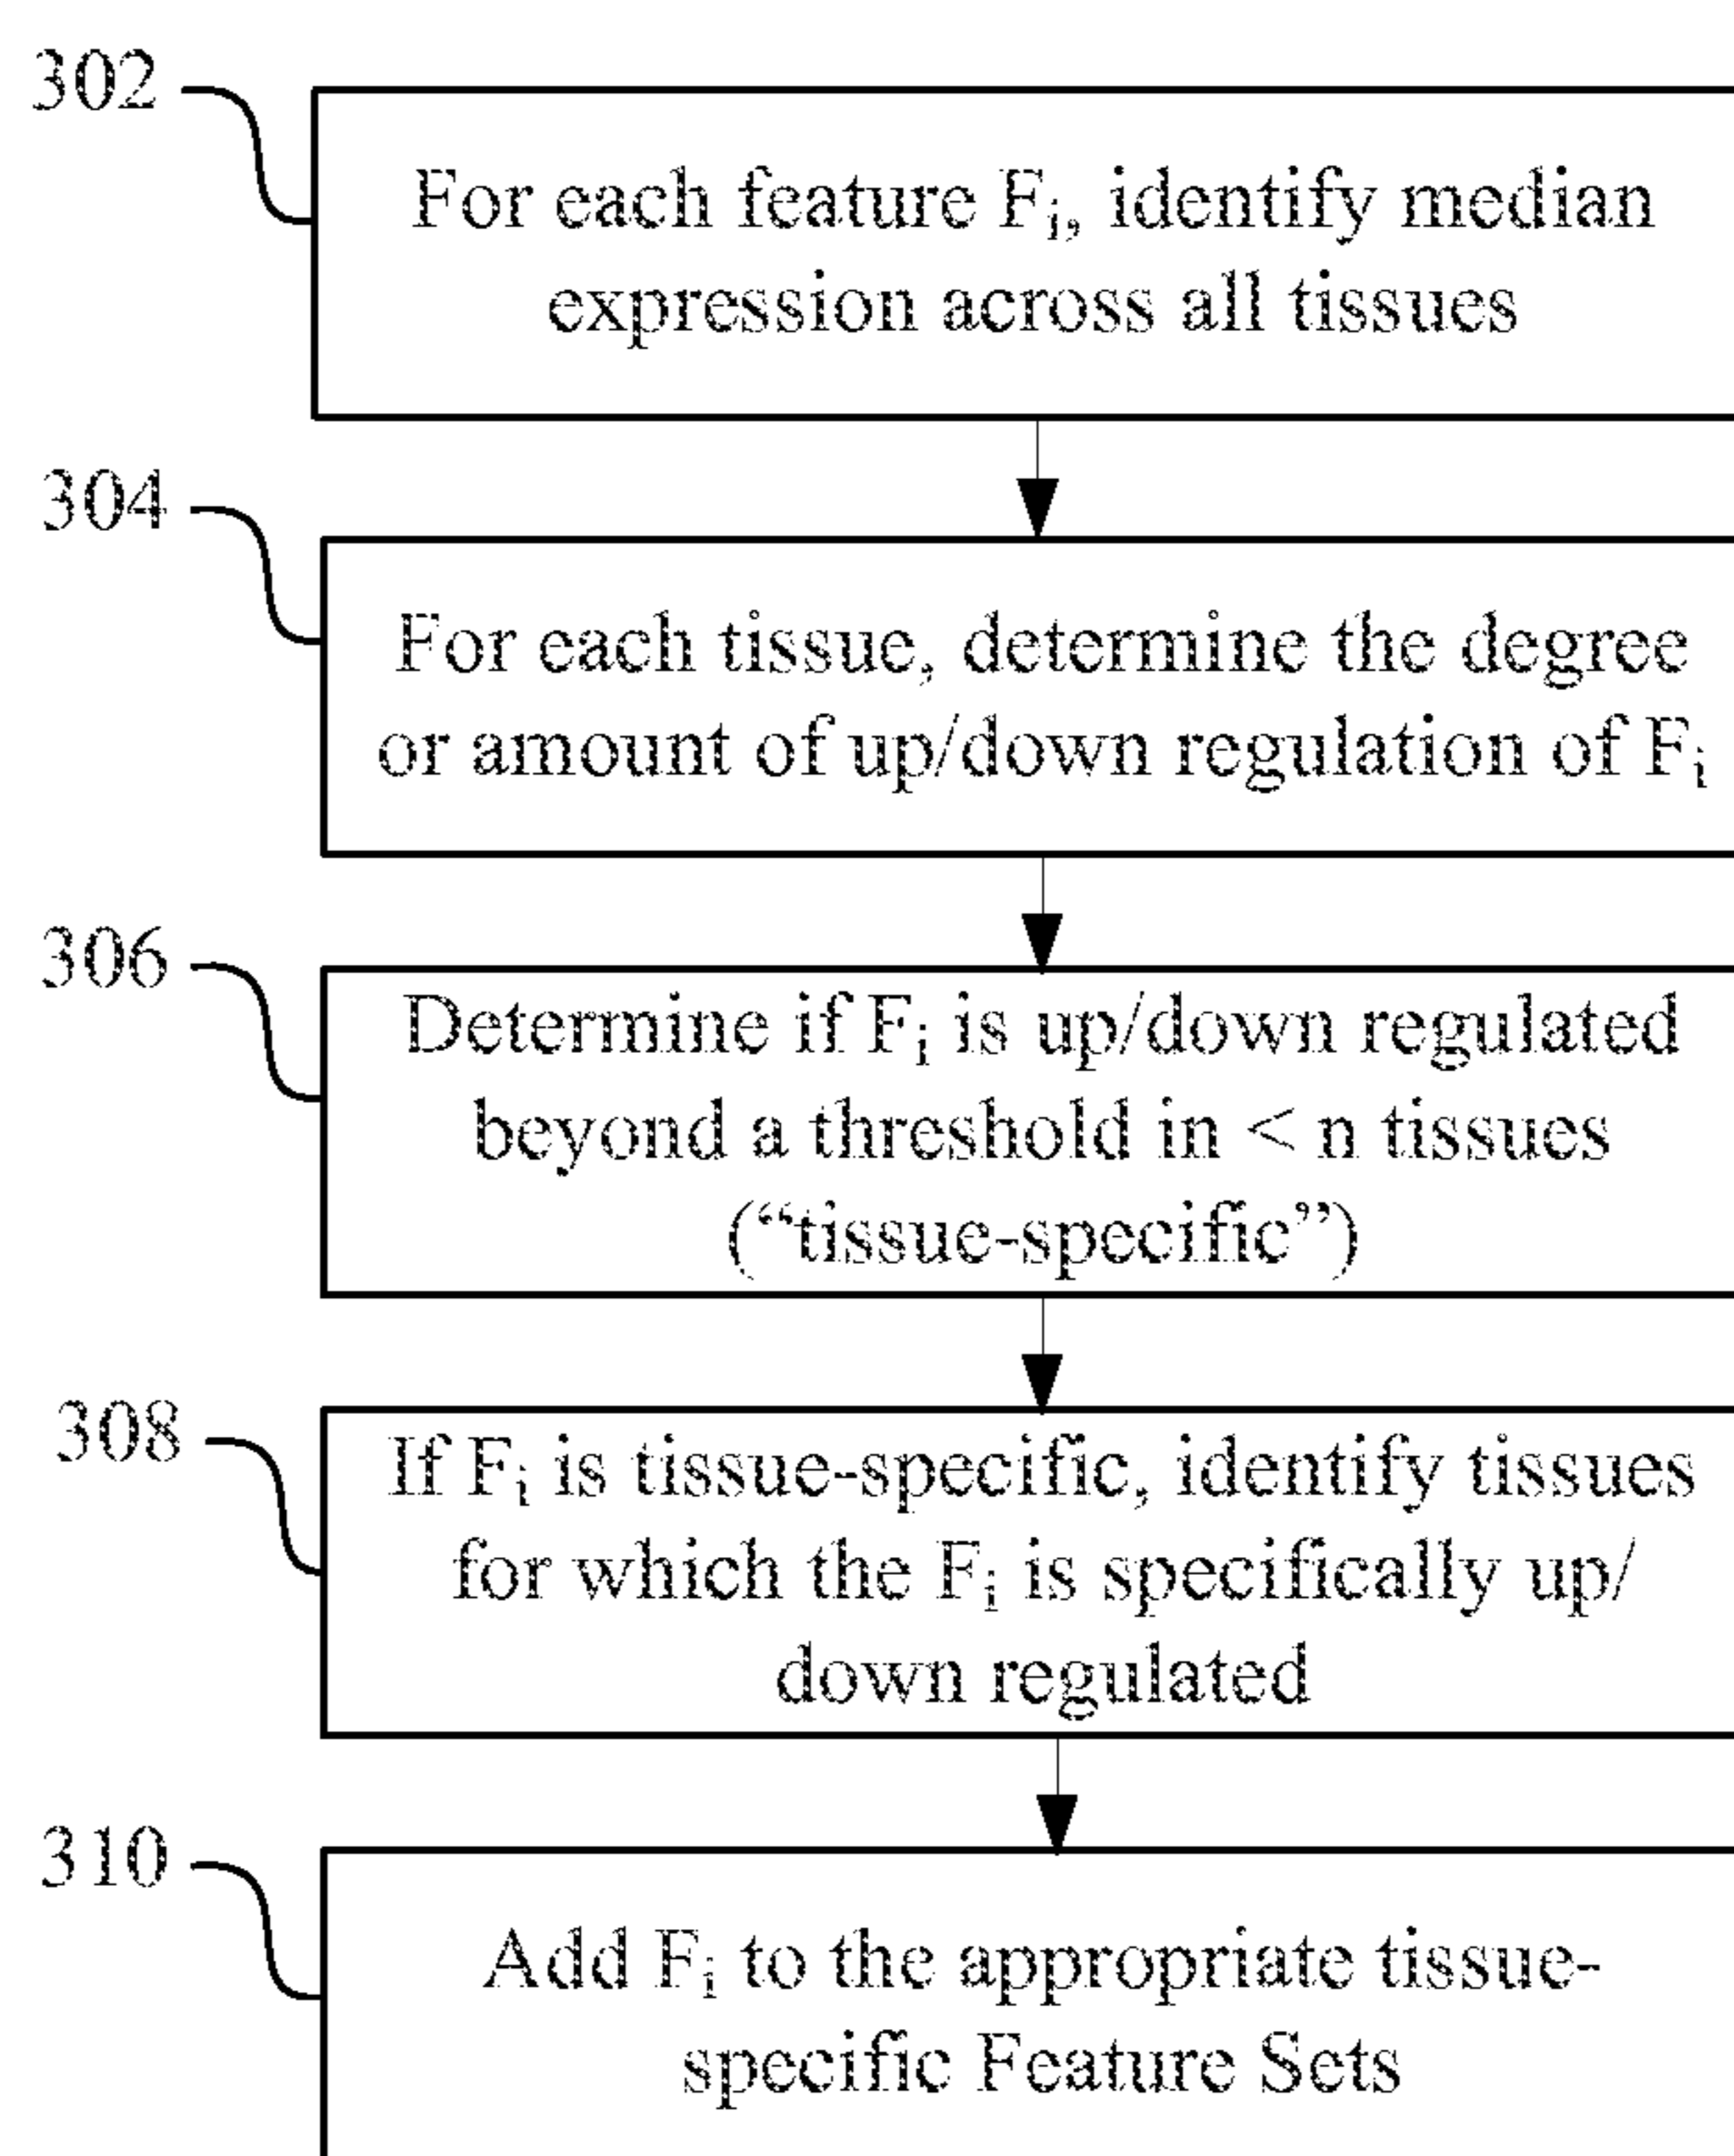 302
For each feature Fi, identify median
expression across all tissues
304
For each tissue, determine the degree
or amount of up/down regulation of Fi
306
Determine if Fi is up/down regulated
beyond a threshold in < n tissues
(“tissue-specific”)
308
If Fi is tissue-specific, identify tissues
for which the Fi is specifically up/
down regulated
310
Add Fi to the appropriate tissue-
specific Feature Sets